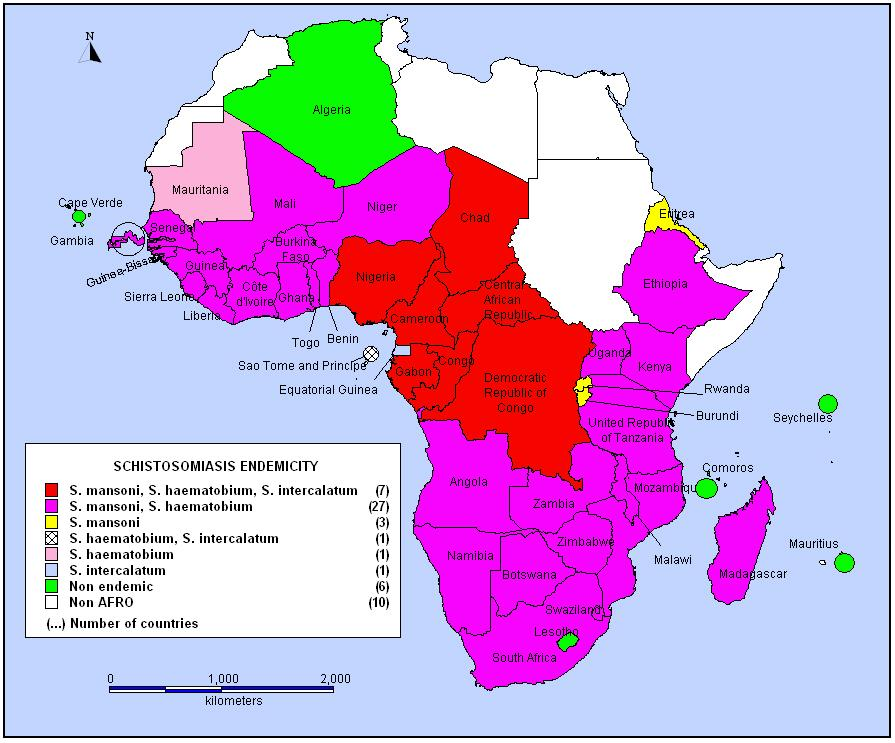 N
Algeria
Mauritania
Cape Verde
Mali
Niger
Chad
Eritrea
Gambia
Senegal
Burkina
Faso
Guinea-Bissa
Guinea
Nigeria
Ethiopia
Sierra Leone
Côte
d'Ivoire
Ghana
Central
African
Republic
Liberia
Cameroon
Togo
Benin
Uganda
Kenya
Sao Tome and Principe
Congo
Gabon
Equatorial Guinea
Democratic
Republic of
Congo
Rwanda
Burundi
Seychelles
United Republi
of Tanzania
Comoros
Angola
Mozambiqu
Zambia
Mauritius
Zimbabwe
Malawi
Namibia
Botswana
Madagascar
Swaziland
Lesotho
South Africa
SCHISTOSOMIASIS ENDEMICITY
S. mansoni, S. haematobium, S. intercalatum (7)
S. mansoni, S. haematobium (27)
S. mansoni (3)
S. haematobium, S. intercalatum (1)
S. haematobium (1)
S. intercalatum (1)
Non endemic (6)
Non AFRO (10)
(...) Number of countries
0 1,000 2,000
kilometers